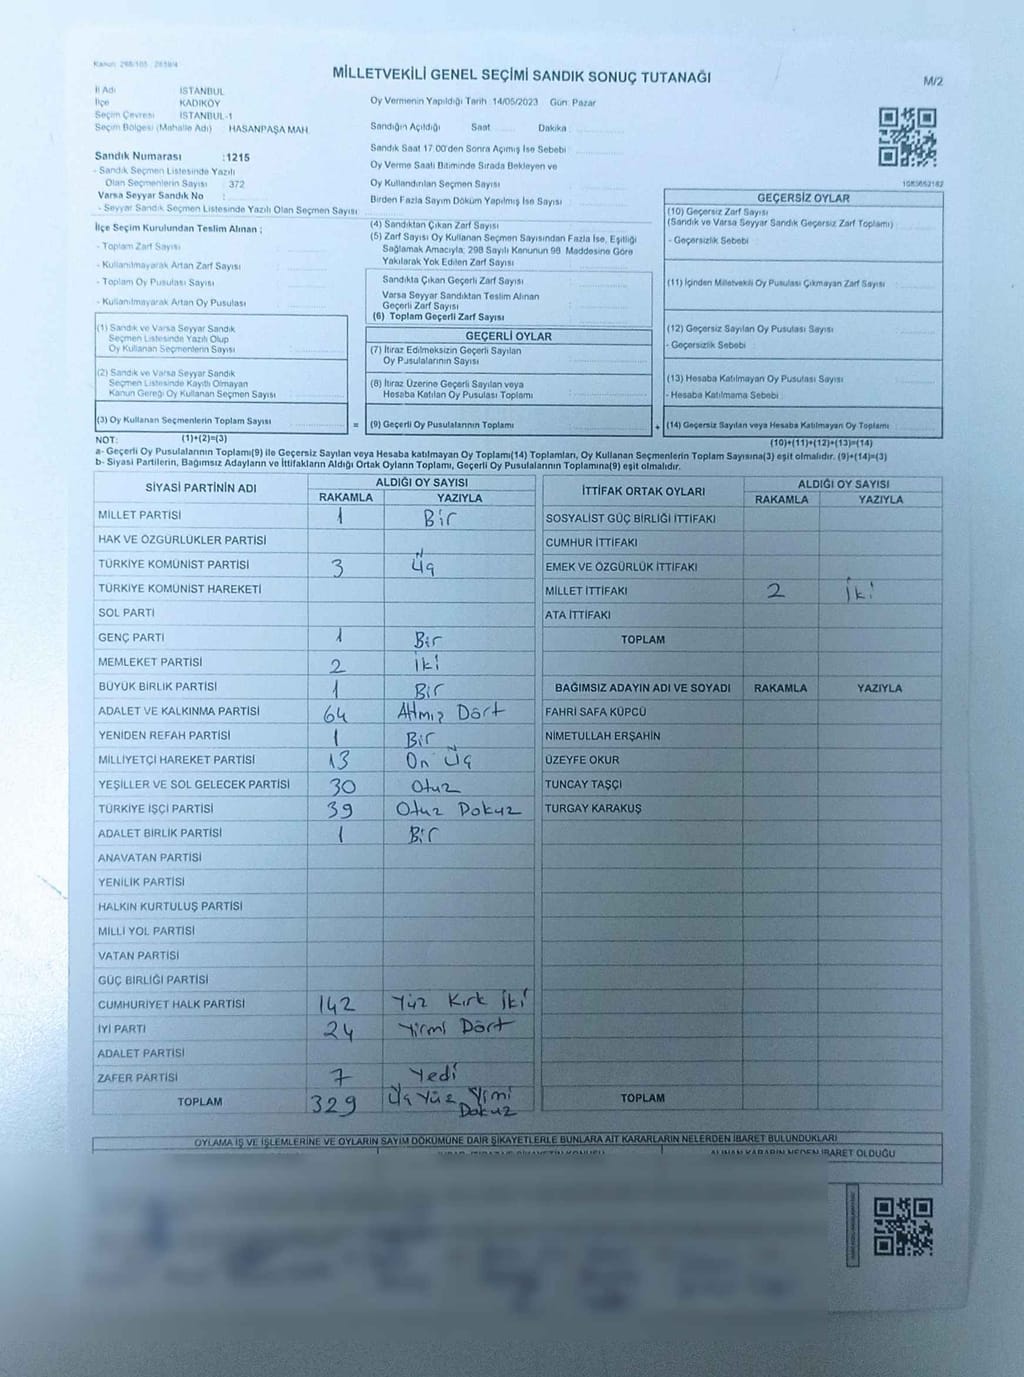 Kanun: 298/105 2839/4
MİLLETVEKİLİ GENEL SEÇİMİ SANDIK SONUÇ TUTANAĞI
M/2
İl Adı İSTANBUL
İlçe KADIKÖY
Seçim Çevresi İSTANBUL-1
Seçim Bölgesi (Mahalle Adı) HASANPAŞA MAH.
Sandık Numarası :1215
- Sandık Seçmen Listesinde Yazılı
Olan Seçmenlerin Sayısı : 372
Varsa Seyyar Sandık No :
- Seyyar Sandık Seçmen Listesinde Yazılı Olan Seçmen Sayısı :
İlçe Seçim Kurulundan Teslim Alınan ;
- Toplam Zarf Sayısı :
- Kullanılmayarak Artan Zarf Sayısı :
- Toplam Oy Pusulası Sayısı :
- Kullanılmayarak Artan Oy Pusulası :
Oy Vermenin Yapıldığı Tarih :14/05/2023 Gün: Pazar
Sandığın Açıldığı Saat Dakika
Sandık Saat 17:00'den Sonra Açımış İse Sebebi :
Oy Verme Saati Bitiminde Sırada Bekleyen ve
Oy Kullandırılan Seçmen Sayısı :
Birden Fazla Sayım Döküm Yapılmış İse Sayısı :
(4) Sandıktan Çıkan Zarf Sayısı :
(5) Zarf Sayısı Oy Kullanan Seçmen Sayısından Fazla İse, Eşitliği
Sağlamak Amacıyla; 298 Sayılı Kanunun 98. Maddesine Göre
Yakılarak Yok Edilen Zarf Sayısı :
Sandıkta Çıkan Geçerli Zarf Sayısı :
Varsa Seyyar Sandıktan Teslim Alınan
Geçerli Zarf Sayısı :
(6) Toplam Geçerli Zarf Sayısı :
1083652182
GEÇERSİZ OYLAR
(10) Geçersiz Zarf Sayısı
(Sandık ve Varsa Seyyar Sandık Geçersiz Zarf Toplamı) :
- Geçersizlik Sebebi :
(11) İçinden Milletvekili Oy Pusulası Çıkmayan Zarf Sayısı :
(12) Geçersiz Sayılan Oy Pusulası Sayısı :
- Geçersizlik Sebebi :
(13) Hesaba Katılmayan Oy Pusulası Sayısı :
- Hesaba Katılmama Sebebi :
(1) Sandık ve Varsa Seyyar Sandık
Seçmen Listesinde Yazılı Olup
Oy Kullanan Seçmenlerin Sayısı :
(2) Sandık ve Varsa Seyyar Sandık
Seçmen Listesinde Kayıtlı Olmayan
Kanun Gereği Oy Kullanan Seçmen Sayısı :
GEÇERLİ OYLAR
(7) İtiraz Edilmeksizin Geçerli Sayılan
Oy Pusulalarının Sayısı :
(8) İtiraz Üzerine Geçerli Sayılan veya
Hesaba Katılan Oy Pusulası Toplamı :
(3) Oy Kullanan Seçmenlerin Toplam Sayısı : = (9) Geçerli Oy Pusulalarının Toplamı : + (14) Geçersiz Sayılan veya Hesaba Katılmayan Oy Toplamı :
NOT: (1)+(2)=(3) (10)+(11)+(12)+(13)=(14)
a- Geçerli Oy Pusulalarının Toplamı(9) ile Geçersiz Sayılan veya Hesaba katılmayan Oy Toplamı(14) Toplamları, Oy Kullanan Seçmenlerin Toplam Sayısına(3) eşit olmalıdır. (9)+(14)=(3)
b- Siyasi Partilerin, Bağımsız Adayların ve İttifakların Aldığı Ortak Oyların Toplamı, Geçerli Oy Pusulalarının Toplamına(9) eşit olmalıdır.
SİYASİ PARTİNİN ADI ALDIĞI OY SAYISI
RAKAMLA YAZIYLA
MİLLET PARTİSİ 1 Bir
HAK VE ÖZGÜRLÜKLER PARTİSİ
TÜRKİYE KOMÜNİST PARTİSİ 3 Üç
TÜRKİYE KOMÜNİST HAREKETİ
SOL PARTİ
GENÇ PARTİ 1 Bir
MEMLEKET PARTİSİ 2 İki
BÜYÜK BİRLİK PARTİSİ 1 Bir
ADALET VE KALKINMA PARTİSİ 64 Altmış Dört
YENİDEN REFAH PARTİSİ 1 Bir
MİLLİYETÇİ HAREKET PARTİSİ 13 On Üç
YEŞİLLER VE SOL GELECEK PARTİSİ 30 Otuz
TÜRKİYE İŞÇİ PARTİSİ 39 Otuz Dokuz
ADALET BİRLİK PARTİSİ 1 Bir
ANAVATAN PARTİSİ
YENİLİK PARTİSİ
HALKIN KURTULUŞ PARTİSİ
MİLLİ YOL PARTİSİ
VATAN PARTİSİ
GÜÇ BİRLİĞİ PARTİSİ
CUMHURİYET HALK PARTİSİ 142 Yüz Kırk İki
İYİ PARTİ 24 Yirmi Dört
ADALET PARTİSİ
ZAFER PARTİSİ 7 Yedi
TOPLAM 329 Üç Yüz Yimi
Dokuz
İTTİFAK ORTAK OYLARI ALDIĞI OY SAYISI
RAKAMLA YAZIYLA
SOSYALİST GÜÇ BİRLİĞİ İTTİFAKI
CUMHUR İTTİFAKI
EMEK VE ÖZGÜRLÜK İTTİFAKI
MİLLET İTTİFAKI 2 İki
ATA İTTİFAKI
TOPLAM
BAĞIMSIZ ADAYIN ADI VE SOYADI RAKAMLA YAZIYLA
FAHRİ SAFA KÜPCÜ
NİMETULLAH ERŞAHİN
ÜZEYFE OKUR
TUNCAY TAŞÇI
TURGAY KARAKUŞ
TOPLAM
OYLAMA İŞ VE İŞLEMLERİNE VE OYLARIN SAYIM DÖKÜMÜNE DAİR ŞİKAYETLERLE BUNLARA AİT KARARLARIN NELERDEN İBARET BULUNDUKLARI
ALINAN KARARIN NEDEN İBARET OLDUĞU